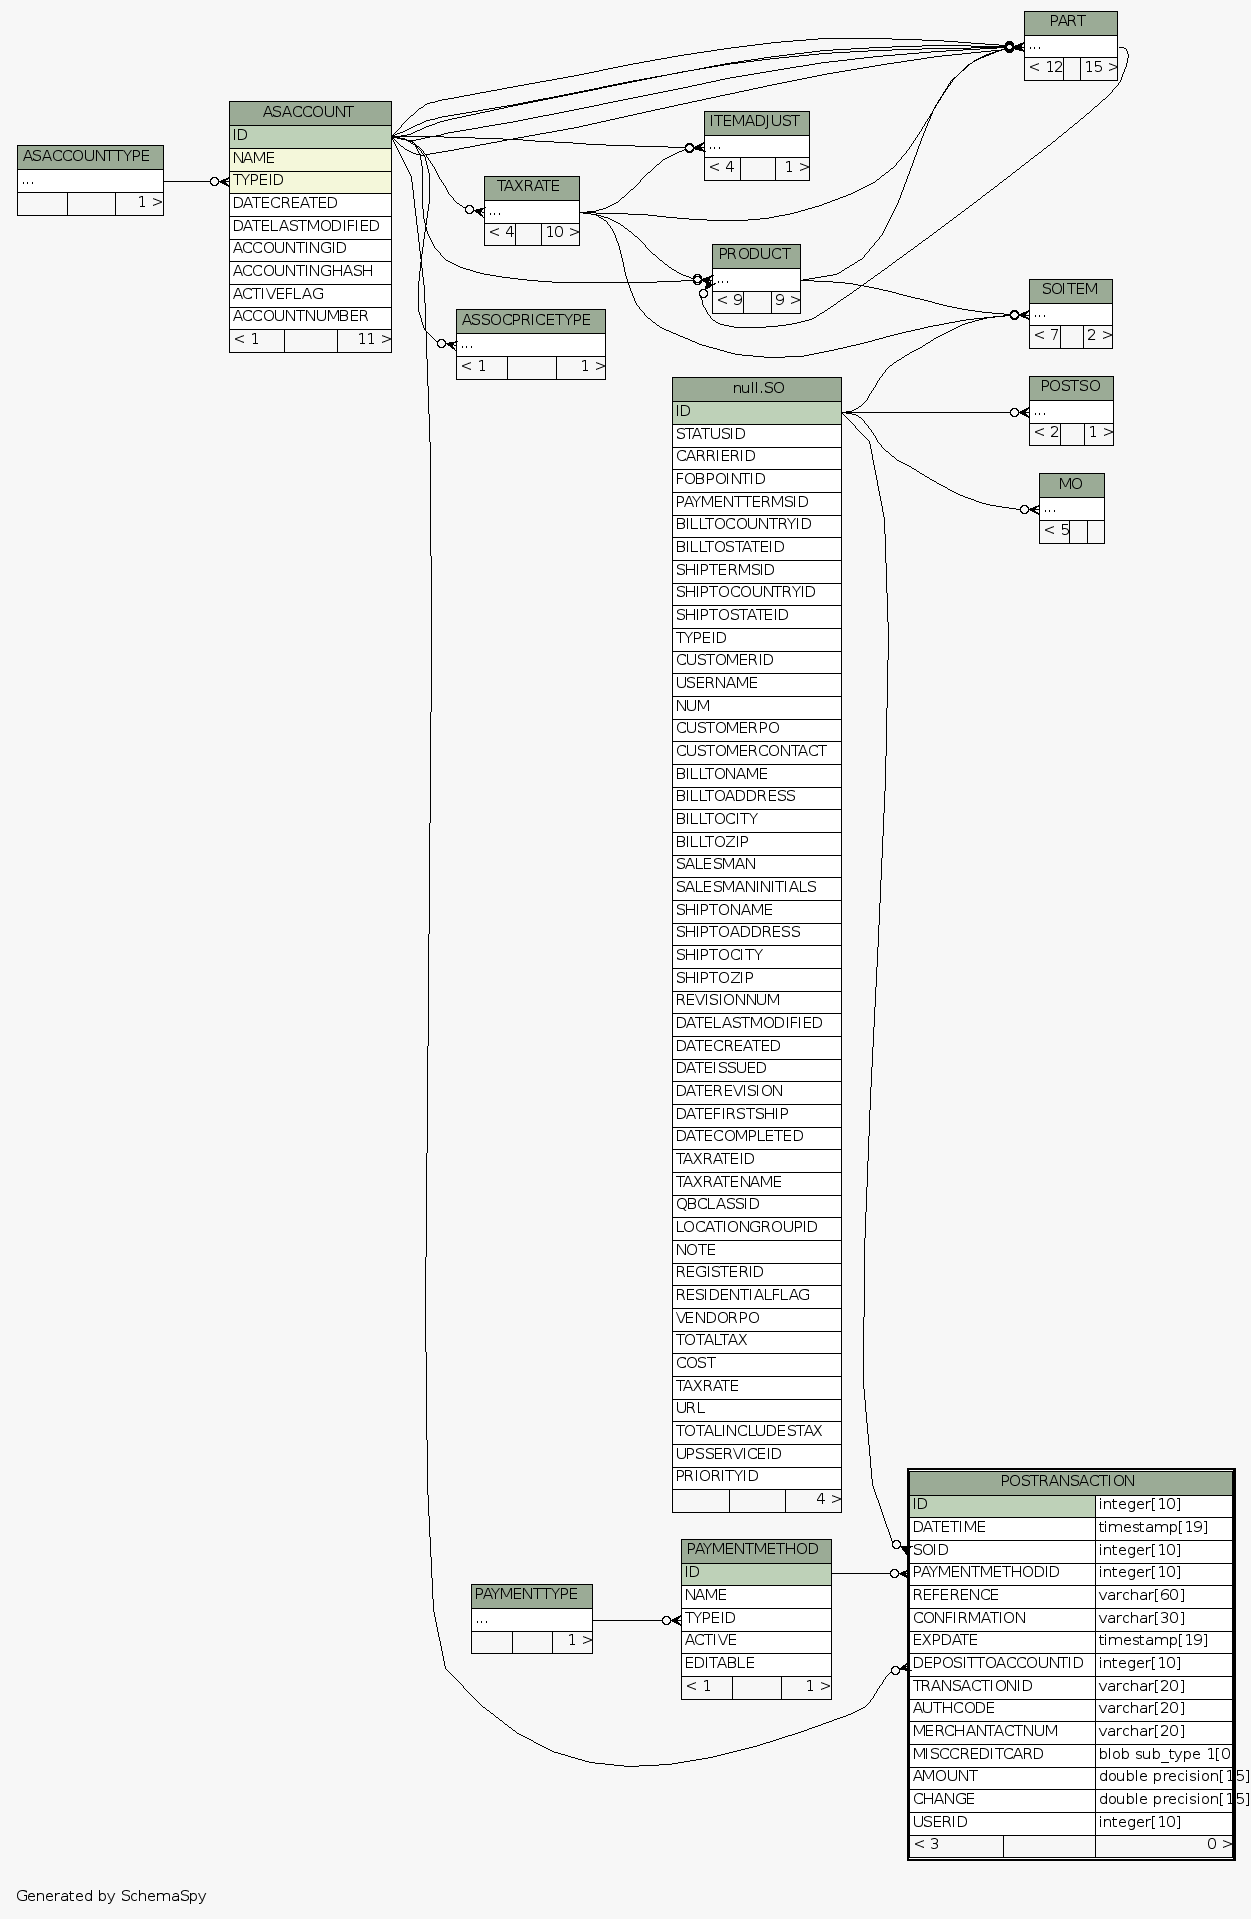 PART
...
< 12 15 >
ASACCOUNT
ID
NAME
TYPEID
DATECREATED
DATELASTMODIFIED
ACCOUNTINGID
ACCOUNTINGHASH
ACTIVEFLAG
ACCOUNTNUMBER
< 1 11 >
ASACCOUNTTYPE
...
1 >
ITEMADJUST
...
< 4 1 >
TAXRATE
...
< 4 10 >
PRODUCT
...
< 9 9 >
SOITEM
...
< 7 2 >
ASSOCPRICETYPE
...
< 1 1 >
POSTSO
...
< 2 1 >
MO
...
< 5
null.SO
ID
STATUSID
CARRIERID
FOBPOINTID
PAYMENTTERMSID
BILLTOCOUNTRYID
BILLTOSTATEID
SHIPTERMSID
SHIPTOCOUNTRYID
SHIPTOSTATEID
TYPEID
CUSTOMERID
USERNAME
NUM
CUSTOMERPO
CUSTOMERCONTACT
BILLTONAME
BILLTOADDRESS
BILLTOCITY
BILLTOZIP
SALESMAN
SALESMANINITIALS
SHIPTONAME
SHIPTOADDRESS
SHIPTOCITY
SHIPTOZIP
REVISIONNUM
DATELASTMODIFIED
DATECREATED
DATEISSUED
DATEREVISION
DATEFIRSTSHIP
DATECOMPLETED
TAXRATEID
TAXRATENAME
QBCLASSID
LOCATIONGROUPID
NOTE
REGISTERID
RESIDENTIALFLAG
VENDORPO
TOTALTAX
COST
TAXRATE
URL
TOTALINCLUDESTAX
UPSSERVICEID
PRIORITYID
4 >
POSTRANSACTION
ID integer[10]
DATETIME timestamp[19]
SOID integer[10]
PAYMENTMETHODID integer[10]
REFERENCE varchar[60]
CONFIRMATION varchar[30]
EXPDATE timestamp[19]
DEPOSITTOACCOUNTID integer[10]
TRANSACTIONID varchar[20]
AUTHCODE varchar[20]
MERCHANTACTNUM varchar[20]
MISCCREDITCARD blob sub_type 1[0
AMOUNT double precision[15]
CHANGE double precision[15]
USERID integer[10]
< 3 0 >
PAYMENTMETHOD
ID
NAME
TYPEID
ACTIVE
EDITABLE
< 1 1 >
PAYMENTTYPE
...
1 >
Generated by SchemaSpy